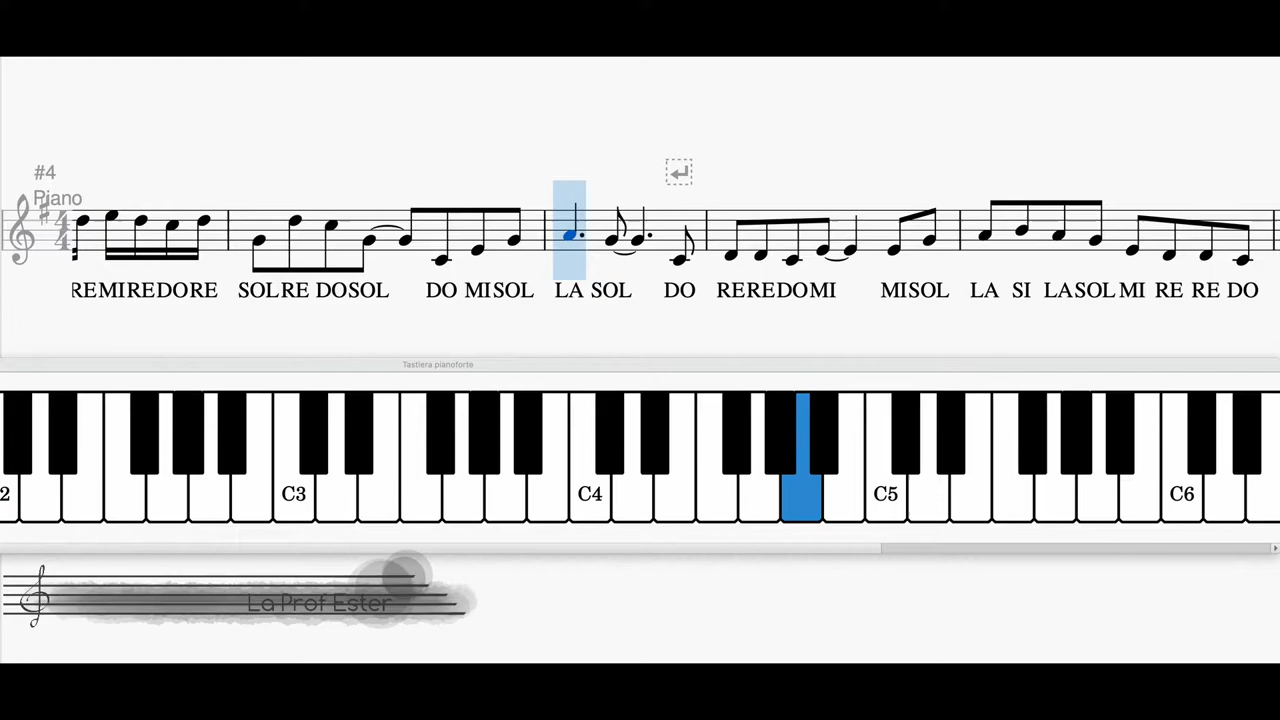 #4
Piano
REMIREDORE SOLRE DOSOL DO MISOL LA SOL DO REREDOMI MISOL LA SI LASOLMI RE RE DO
Tastiera pianoforte
2 C3 C4 C5 C6
La Prof Ester